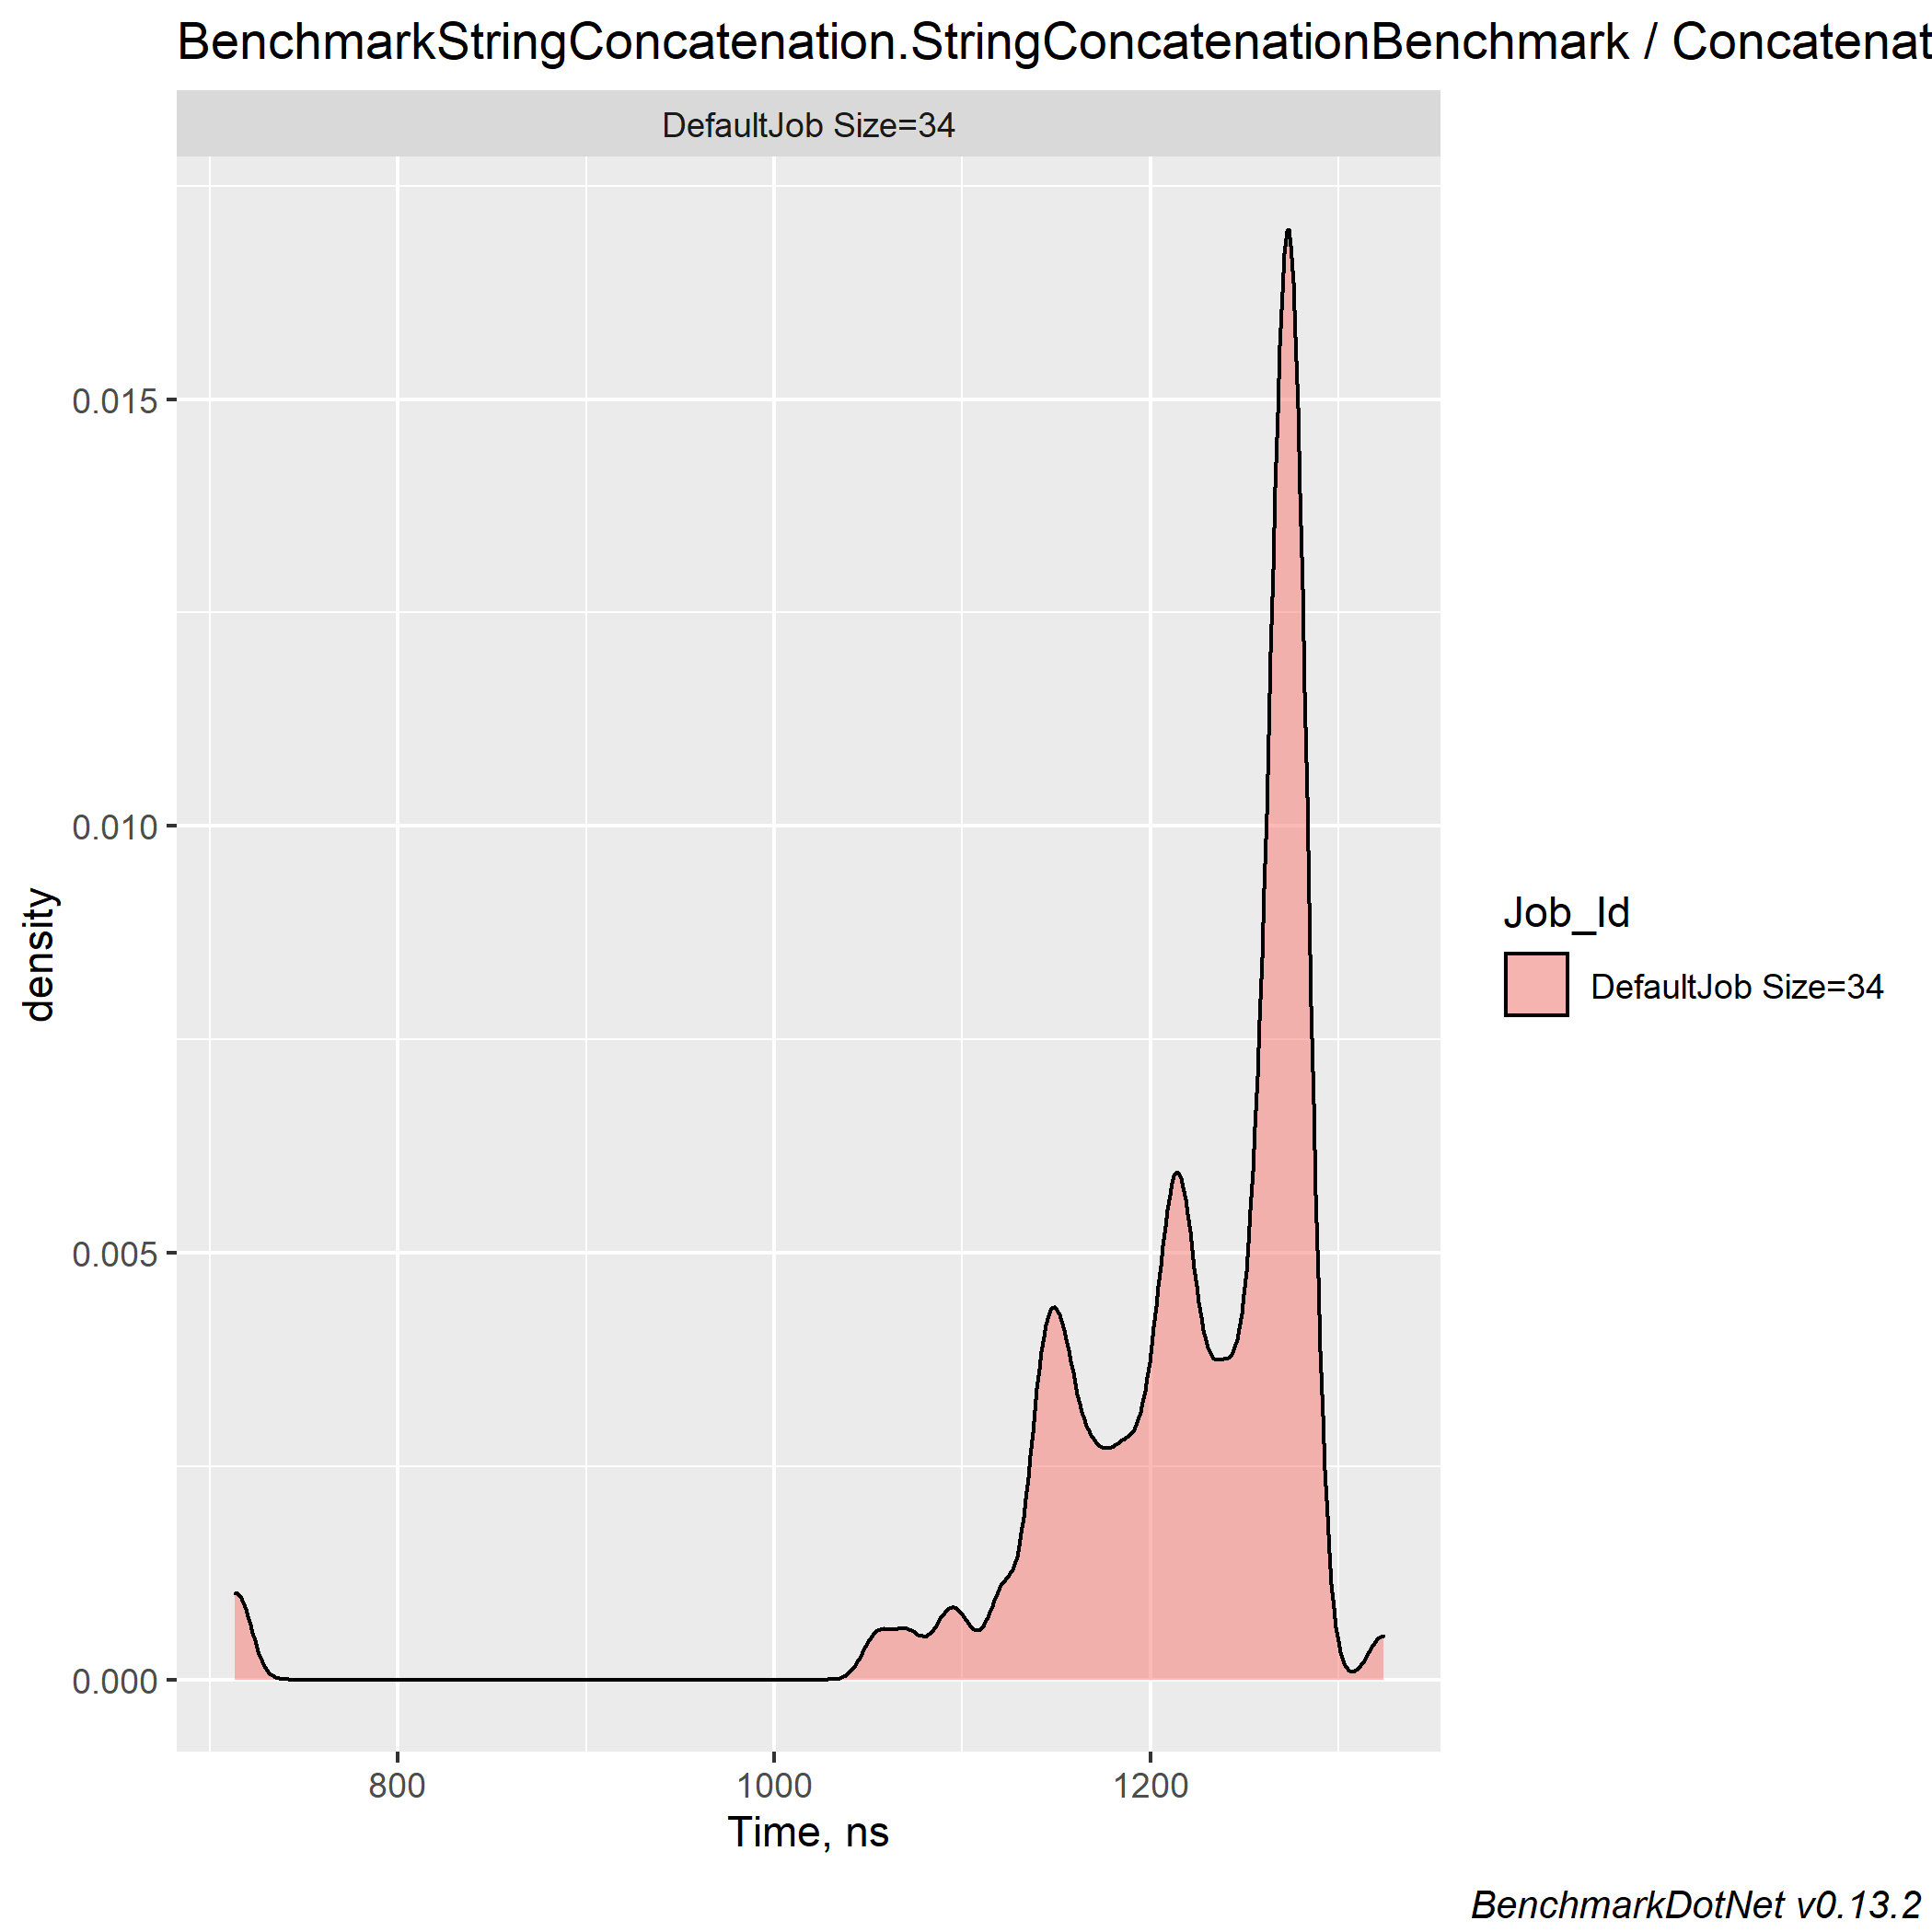 BenchmarkStringConcatenation.StringConcatenationBenchmark / Concatenat
DefaultJob Size=34
0.015
0.010
0.005
0.000
density
800 1000 1200
Time, ns
Job_Id
DefaultJob Size=34
BenchmarkDotNet v0.13.2